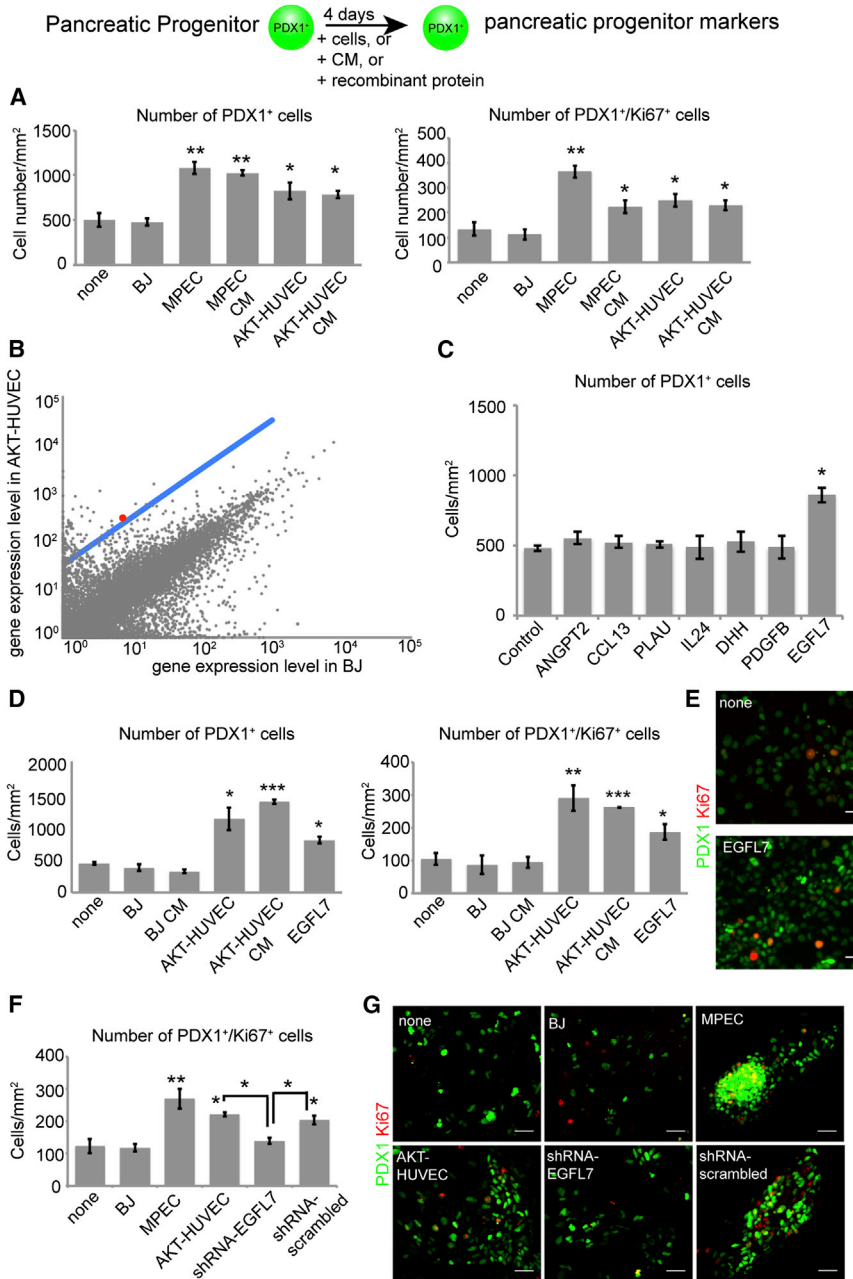 Pancreatic Progenitor
PDX1⁺
4 days
+ cells, or
+ CM, or
+ recombinant protein
PDX1⁺
pancreatic progenitor markers
A
Number of PDX1⁺ cells
Cell number/mm²
1500
1000
500
0
** ** * *
none
BJ
MPEC
MPEC CM
AKT-HUVEC
AKT-HUVEC CM
Number of PDX1⁺/Ki67⁺ cells
Cell number/mm²
500
400
300
200
100
0
** * * *
none
BJ
MPEC
MPEC CM
AKT-HUVEC
AKT-HUVEC CM
B
gene expression level in AKT-HUVEC
10⁵
10⁴
10³
10²
10¹
10⁰
10⁰ 10¹ 10² 10³ 10⁴ 10⁵
gene expression level in BJ
C
Number of PDX1⁺ cells
Cells/mm²
1500
1000
500
0
*
Control
ANGPT2
CCL13
PLAU
IL24
DHH
PDGFB
EGFL7
D
Number of PDX1⁺ cells
Cells/mm²
2000
1500
1000
500
0
* *** *
none
BJ
BJ CM
AKT-HUVEC
AKT-HUVEC CM
EGFL7
Number of PDX1⁺/Ki67⁺ cells
Cells/mm²
400
300
200
100
0
** *** *
none
BJ
BJ CM
AKT-HUVEC
AKT-HUVEC CM
EGFL7
E
PDX1 Ki67
none
EGFL7
F
Number of PDX1⁺/Ki67⁺ cells
Cells/mm²
400
300
200
100
0
** * * * *
none
BJ
MPEC
AKT-HUVEC
shRNA-EGFL7
shRNA-
scrambled
G
PDX1 Ki67
none
BJ
MPEC
AKT-
HUVEC
shRNA-
EGFL7
shRNA-
scrambled